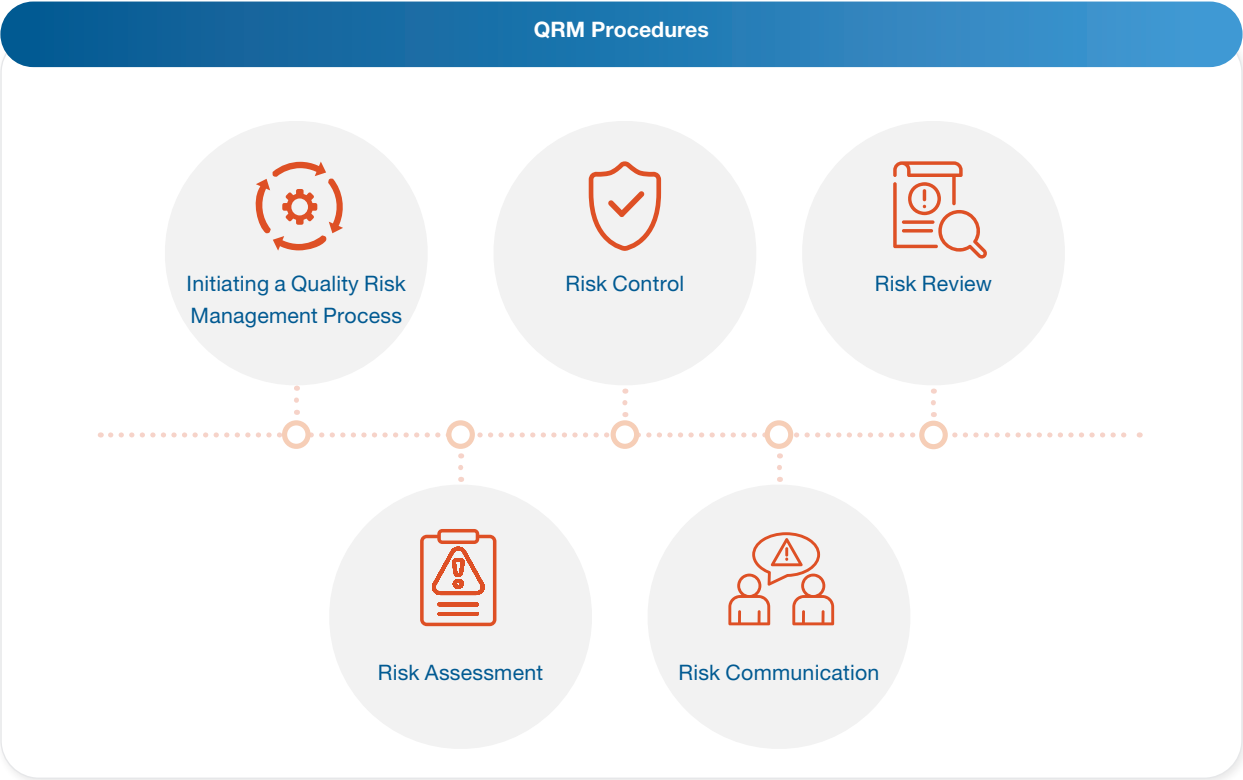 QRM Procedures
Initiating a Quality Risk
Management Process
Risk Control
Risk Review
Risk Assessment
Risk Communication